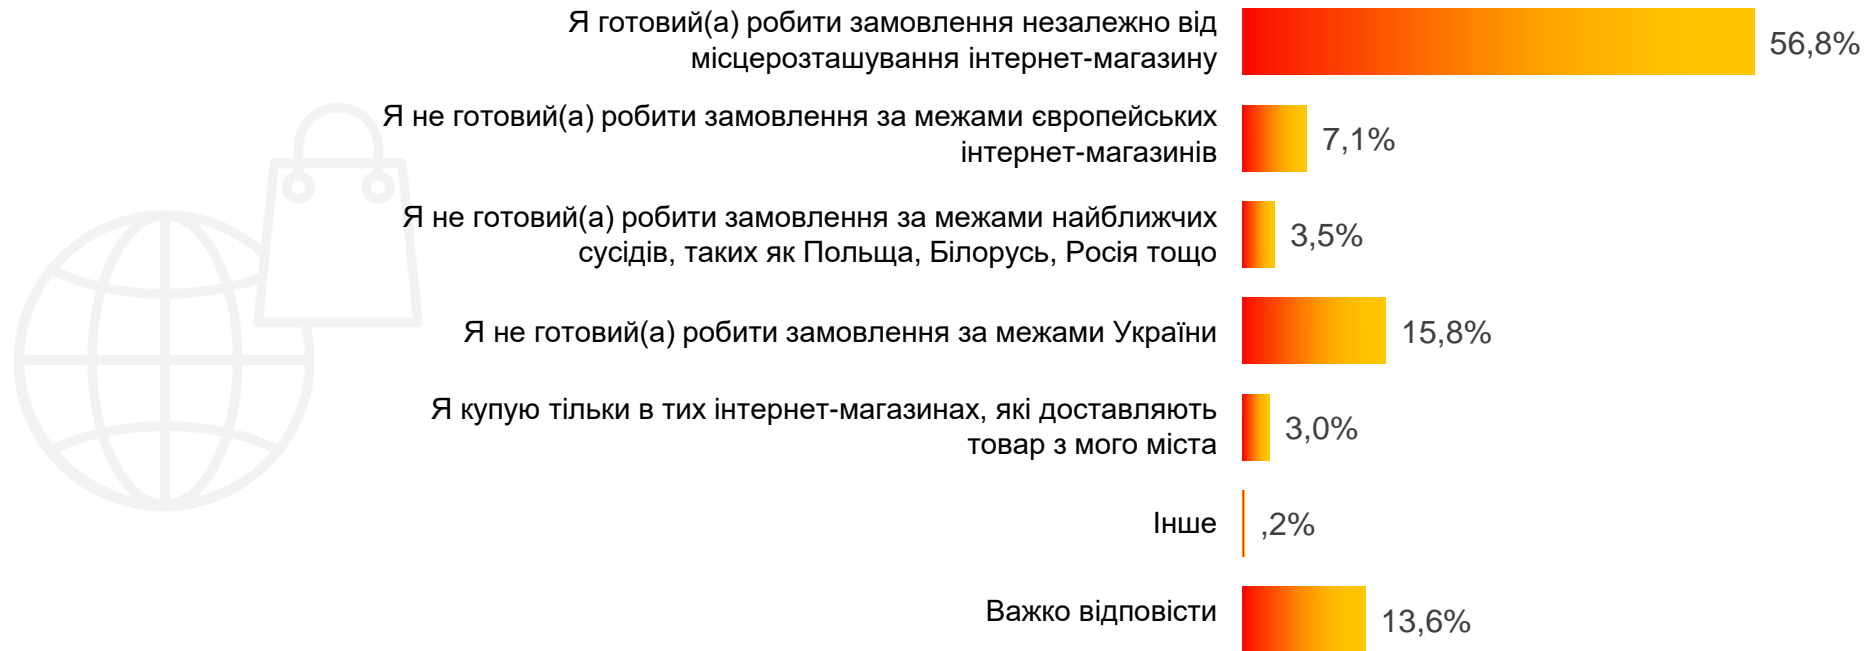 Я готовий(а) робити замовлення незалежно від
місцерозташування інтернет-магазину
56,8%
Я не готовий(а) робити замовлення за межами європейських
інтернет-магазинів
7,1%
Я не готовий(а) робити замовлення за межами найближчих
сусідів, таких як Польща, Білорусь, Росія тощо
3,5%
Я не готовий(а) робити замовлення за межами України
15,8%
Я купую тільки в тих інтернет-магазинах, які доставляють
товар з мого міста
3,0%
Інше
,2%
Важко відповісти
13,6%